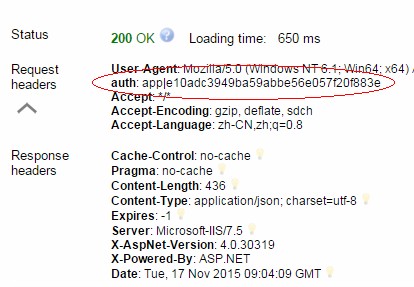 Status
200 OK ? Loading time: 650 ms
Request headers
User-Agent: Mozilla/5.0 (Windows NT 6.1; Win64; x64) A
auth: app|e10adc3949ba59abbe56e057f20f883e
Accept: */*
Accept-Encoding: gzip, deflate, sdch
Accept-Language: zh-CN,zh;q=0.8
Response headers
Cache-Control: no-cache
Pragma: no-cache
Content-Length: 436
Content-Type: application/json; charset=utf-8
Expires: -1
Server: Microsoft-IIS/7.5
X-AspNet-Version: 4.0.30319
X-Powered-By: ASP.NET
Date: Tue, 17 Nov 2015 09:04:09 GMT